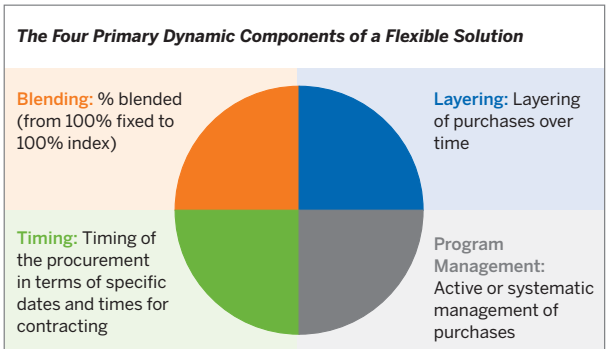 The Four Primary Dynamic Components of a Flexible Solution
Blending: % blended
(from 100% fixed to
100% index)
Layering: Layering
of purchases over
time
Timing: Timing of
the procurement
in terms of specific
dates and times for
contracting
Program
Management:
Active or systematic
management of
purchases